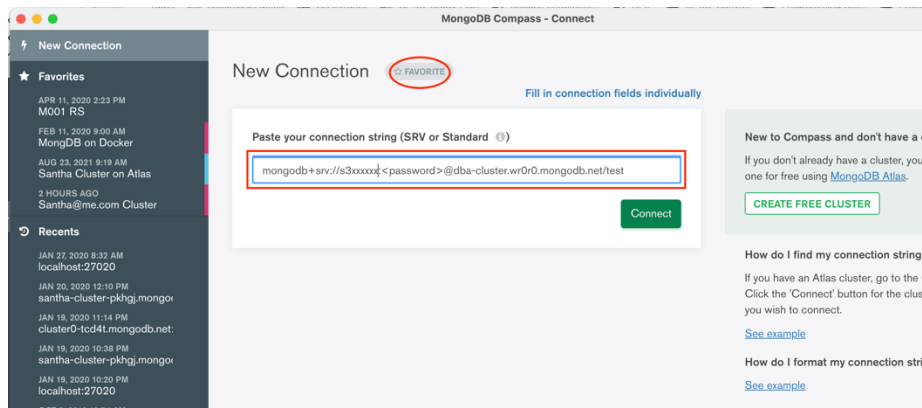 MongoDB Compass - Connect
New Connection
Favorites
APR 11, 2020 2:23 PM
M001 RS
FEB 11, 2020 9:00 AM
MongDB on Docker
AUG 23, 2021 9:19 AM
Santha Cluster on Atlas
2 HOURS AGO
Santha@me.com Cluster
Recents
JAN 27, 2020 8:32 AM
localhost:27020
JAN 20, 2020 12:10 PM
santha-cluster-pkhgj.mongo
JAN 19, 2020 11:14 PM
cluster0-tcd4t.mongodb.net:
JAN 19, 2020 10:38 PM
santha-cluster-pkhgj.mongo
JAN 19, 2020 10:20 PM
localhost:27020
New Connection
FAVORITE
Fill in connection fields individually
Paste your connection string (SRV or Standard)
mongodb+srv://s3xxxxxx:<password>@dba-cluster.wr0r0.mongodb.net/test
Connect
New to Compass and don't have a
If you don't already have a cluster, you
one for free using MongoDB Atlas.
CREATE FREE CLUSTER
How do I find my connection string
If you have an Atlas cluster, go to the
Click the 'Connect' button for the clus
you wish to connect.
See example
How do I format my connection stri
See example